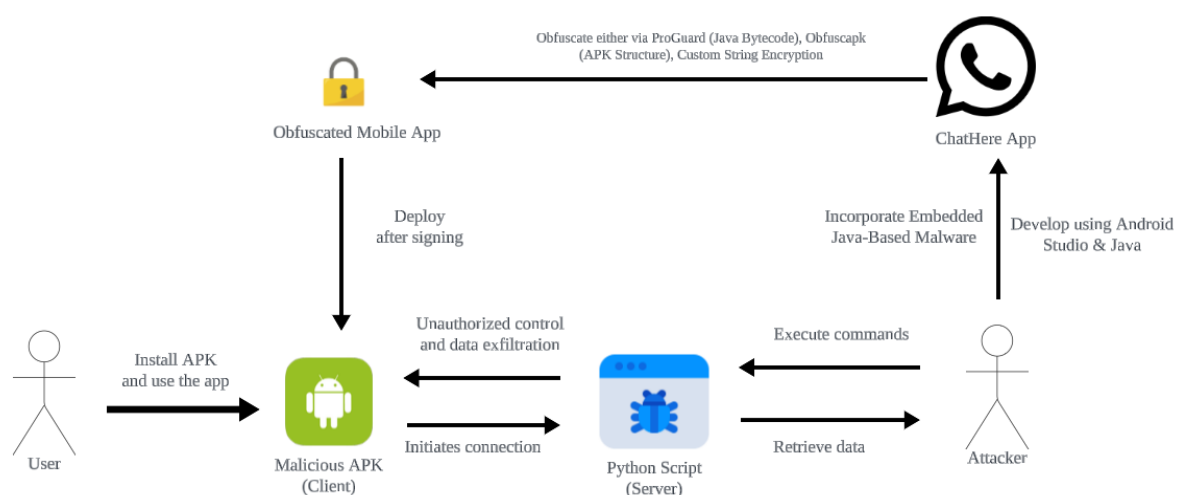 Obfuscate either via ProGuard (Java Bytecode), Obfuscapk
(APK Structure), Custom String Encryption
Obfuscated Mobile App
ChatHere App
Deploy
after signing
Incorporate Embedded
Java-Based Malware
Develop using Android
Studio & Java
Install APK
and use the app
Unauthorized control
and data exfiltration
Execute commands
Initiates connection
Retrieve data
User
Malicious APK
(Client)
Python Script
(Server)
Attacker